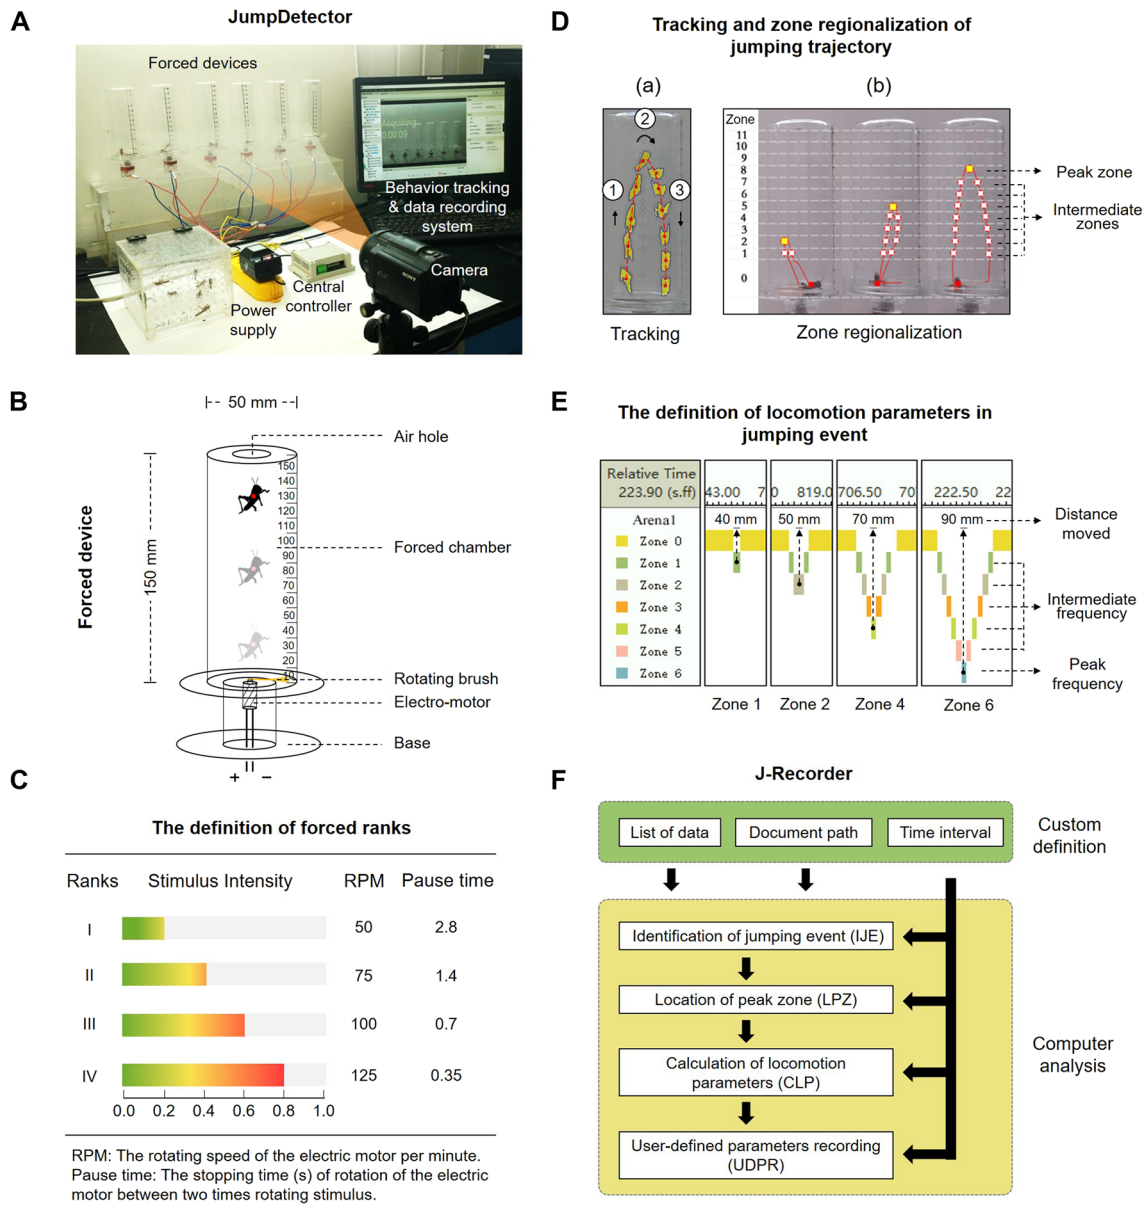 A
JumpDetector
Forced devices
Acquiring...
0:00:09
Behavior tracking
& data recording
system
SONY
Camera
Central
controller
Power
supply
B
50 mm
Air hole
150
140
130
120
110
100
90
80
70
60
50
40
30
20
10
150 mm
Forced device
Forced chamber
Rotating brush
Electro-motor
Base
+ −
C
The definition of forced ranks
Ranks Stimulus Intensity RPM Pause time
I 50 2.8
II 75 1.4
III 100 0.7
IV 125 0.35
0.0 0.2 0.4 0.6 0.8 1.0
RPM: The rotating speed of the electric motor per minute.
Pause time: The stopping time (s) of rotation of the electric
motor between two times rotating stimulus.
D
Tracking and zone regionalization of
jumping trajectory
(a)
(b)
1
2
3
Tracking
Zone
11
10
9
8
7
6
5
4
3
2
1
0
Peak zone
Intermediate
zones
Zone regionalization
E
The definition of locomotion parameters in
jumping event
Relative Time
223.90 (s.ff)
43.00 7
0 819.0
706.50 70
222.50 22
Arena1
Zone 0
Zone 1
Zone 2
Zone 3
Zone 4
Zone 5
Zone 6
40 mm
50 mm
70 mm
90 mm
Distance
moved
Intermediate
frequency
Peak
frequency
Zone 1 Zone 2 Zone 4 Zone 6
F
J-Recorder
List of data
Document path
Time interval
Custom
definition
Identification of jumping event (IJE)
Location of peak zone (LPZ)
Calculation of locomotion
parameters (CLP)
User-defined parameters recording
(UDPR)
Computer
analysis